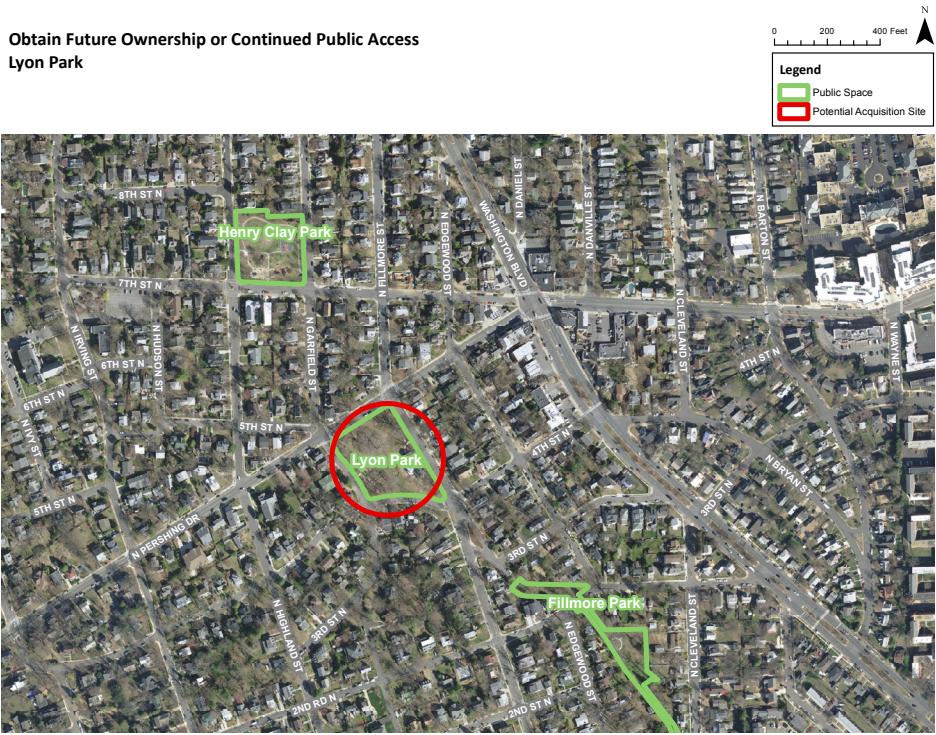 Obtain Future Ownership or Continued Public Access
Lyon Park
N
0 200 400 Feet
Legend
Public Space
Potential Acquisition Site
8TH ST N
Henry Clay Park
7TH ST N
N FILLMORE ST
N EDGEWOOD ST
WASHINGTON BLVD
N DANIEL ST
N DANVILLE ST
N BARTON ST
N IRVING ST
N HUDSON ST
N GARFIELD ST
N CLEVELAND ST
N WAYNE ST
6TH ST N
4TH ST N
6TH ST N
N IVY ST
5TH ST N
Lyon Park
4TH ST N
N BRYAN ST
5TH ST N
3RD ST N
N PERSHING DR
3RD ST N
Fillmore Park
N HIGHLAND ST
3RD ST N
N EDGEWOOD ST
N CLEVELAND ST
2ND RD N
2ND ST N